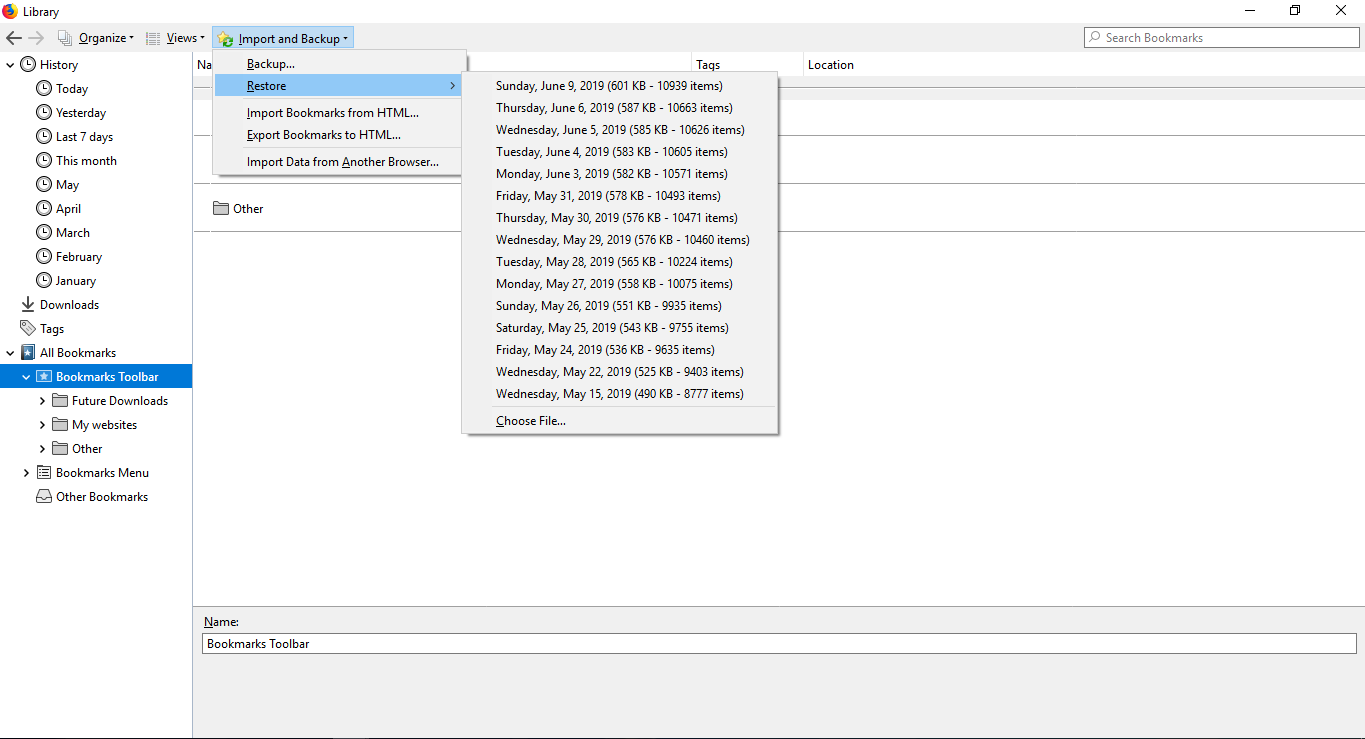 Library
Organize Views Import and Backup Search Bookmarks
Na Tags Location
Backup...
Restore
Import Bookmarks from HTML...
Export Bookmarks to HTML...
Import Data from Another Browser...
Sunday, June 9, 2019 (601 KB - 10939 items)
Thursday, June 6, 2019 (587 KB - 10663 items)
Wednesday, June 5, 2019 (585 KB - 10626 items)
Tuesday, June 4, 2019 (583 KB - 10605 items)
Monday, June 3, 2019 (582 KB - 10571 items)
Friday, May 31, 2019 (578 KB - 10493 items)
Thursday, May 30, 2019 (576 KB - 10471 items)
Wednesday, May 29, 2019 (576 KB - 10460 items)
Tuesday, May 28, 2019 (565 KB - 10224 items)
Monday, May 27, 2019 (558 KB - 10075 items)
Sunday, May 26, 2019 (551 KB - 9935 items)
Saturday, May 25, 2019 (543 KB - 9755 items)
Friday, May 24, 2019 (536 KB - 9635 items)
Wednesday, May 22, 2019 (525 KB - 9403 items)
Wednesday, May 15, 2019 (490 KB - 8777 items)
Choose File...
History
Today
Yesterday
Last 7 days
This month
May
April
March
February
January
Downloads
Tags
All Bookmarks
Bookmarks Toolbar
Future Downloads
My websites
Other
Bookmarks Menu
Other Bookmarks
Other
Name:
Bookmarks Toolbar